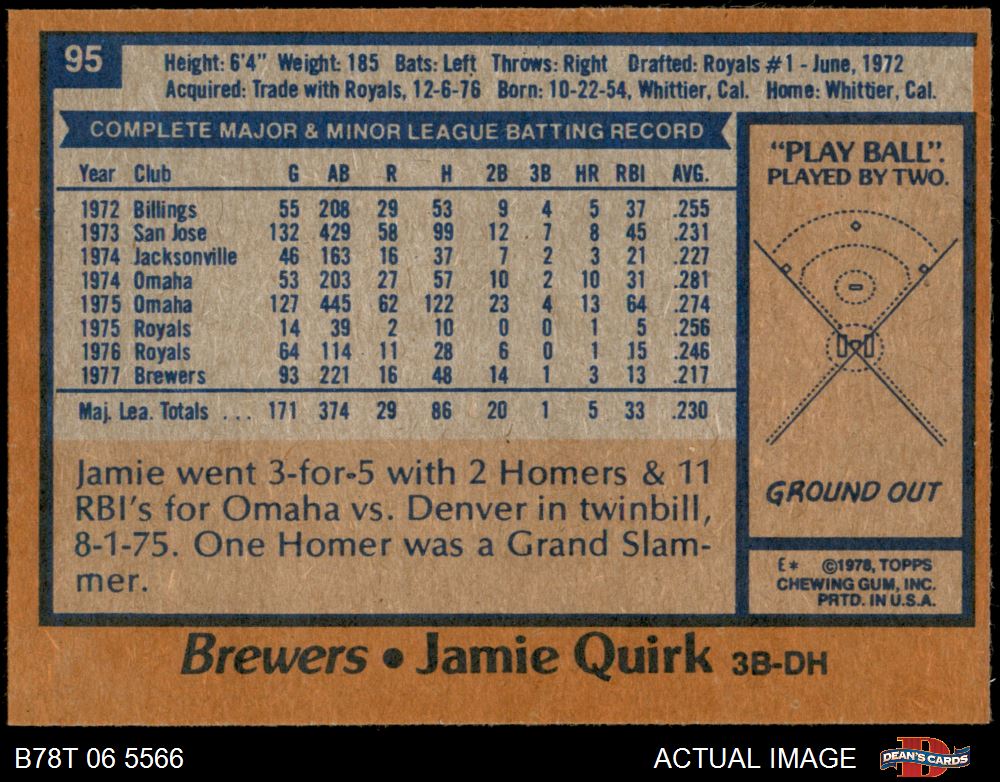 95
Height: 6'4" Weight: 185 Bats: Left Throws: Right Drafted: Royals #1 - June, 1972
Acquired: Trade with Royals, 12-6-76 Born: 10-22-54, Whittier, Cal. Home: Whittier, Cal.
COMPLETE MAJOR & MINOR LEAGUE BATTING RECORD
Year Club G AB R H 2B 3B HR RBI AVG.
1972 Billings 55 208 29 53 9 4 5 37 .255
1973 San Jose 132 429 58 99 12 7 8 45 .231
1974 Jacksonville 46 163 16 37 7 2 3 21 .227
1974 Omaha 53 203 27 57 10 2 10 31 .281
1975 Omaha 127 445 62 122 23 4 13 64 .274
1975 Royals 14 39 2 10 0 0 1 5 .256
1976 Royals 64 114 11 28 6 0 1 15 .246
1977 Brewers 93 221 16 48 14 1 3 13 .217
Maj. Lea. Totals ... 171 374 29 86 20 1 5 33 .230
Jamie went 3-for-5 with 2 Homers & 11
RBI's for Omaha vs. Denver in twinbill,
8-1-75. One Homer was a Grand Slam-
mer.
"PLAY BALL".
PLAYED BY TWO.
GROUND OUT
E* ©1978, TOPPS
CHEWING GUM, INC.
PRTD. IN U.S.A.
Brewers • Jamie Quirk 3B-DH
B78T 06 5566
ACTUAL IMAGE
DEAN'S CARDS